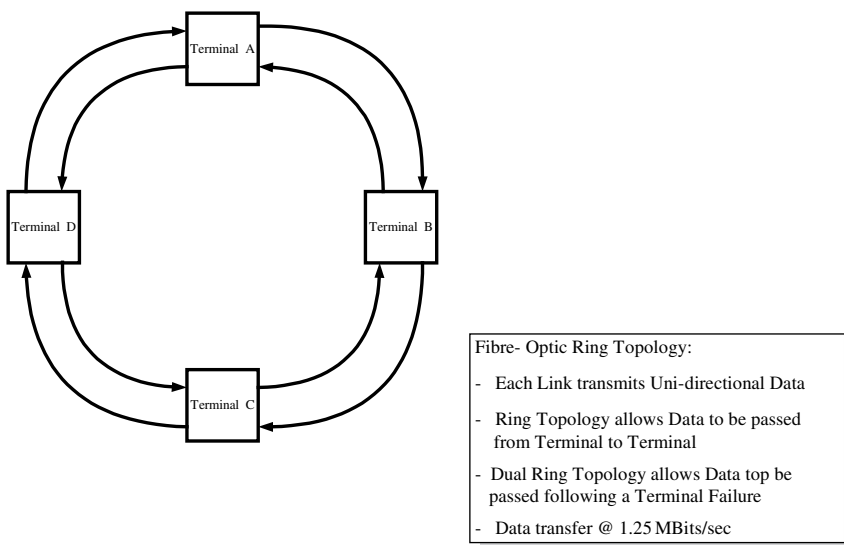 Terminal A
Terminal D
Terminal B
Terminal C
Fibre- Optic Ring Topology:
- Each Link transmits Uni-directional Data
- Ring Topology allows Data to be passed
from Terminal to Terminal
- Dual Ring Topology allows Data top be
passed following a Terminal Failure
- Data transfer @ 1.25 MBits/sec